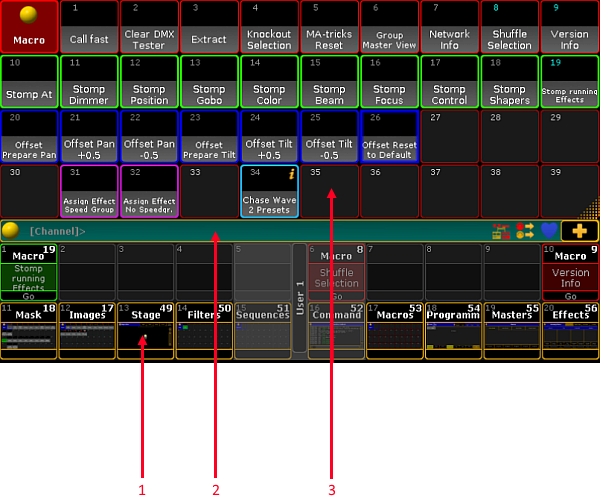 Macro
1 Call fast
2 Clear DMX Tester
3 Extract
4 Knockout Selection
5 MA-tricks Reset
6 Group Master View
7 Network Info
8 Shuffle Selection
9 Version Info
10 Stomp At
11 Stomp Dimmer
12 Stomp Position
13 Stomp Gobo
14 Stomp Color
15 Stomp Beam
16 Stomp Focus
17 Stomp Control
18 Stomp Shapers
19 Stomp running Effects
20 Offset Prepare Pan
21 Offset Pan +0.5
22 Offset Pan -0.5
23 Offset Prepare Tilt
24 Offset Tilt +0.5
25 Offset Tilt -0.5
26 Offset Reset to Default
27
28
29
30
31 Assign Effect Speed Group
32 Assign Effect No Speedgr.
33
34 Chase Wave 2 Presets
35
36
37
38
39
[Channel]>
1 19 Macro Stomp running Effects Go
2
3
4
5
User 1
6 8 Macro Shuffle Selection Go
7
8
9
10 9 Macro Version Info Go
11 18 Mask
12 17 Images
13 49 Stage
14 50 Filters
15 51 Sequences
16 52 Command
17 53 Macros
18 54 Programm
19 55 Masters
20 56 Effects
1
2
3